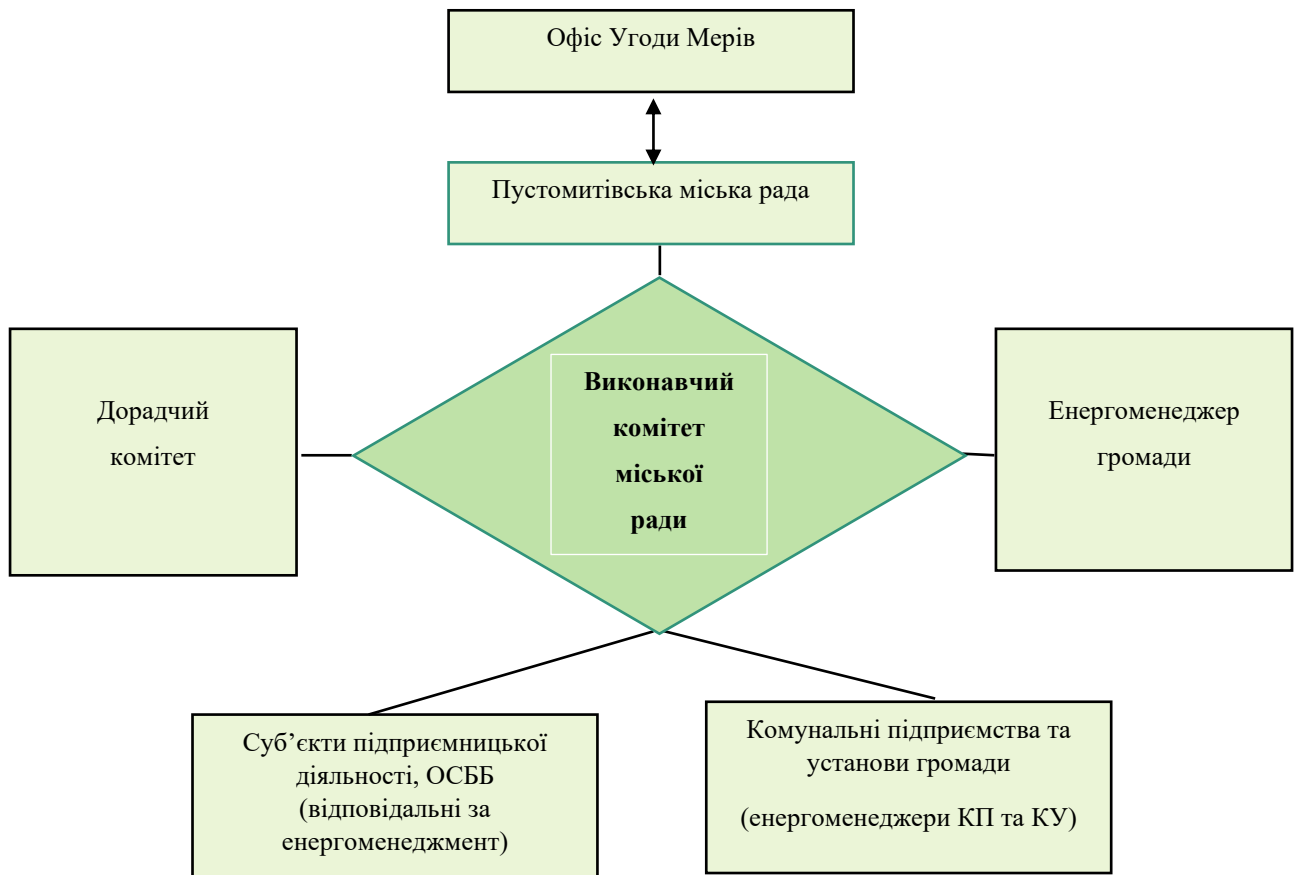 Офіс Угоди Мерів
Пустомитівська міська рада
Виконавчий
комітет
міської
ради
Дорадчий
комітет
Енергоменеджер
громади
Суб’єкти підприємницької
діяльності, ОСББ
(відповідальні за
енергоменеджмент)
Комунальні підприємства та
установи громади
(енергоменеджери КП та КУ)